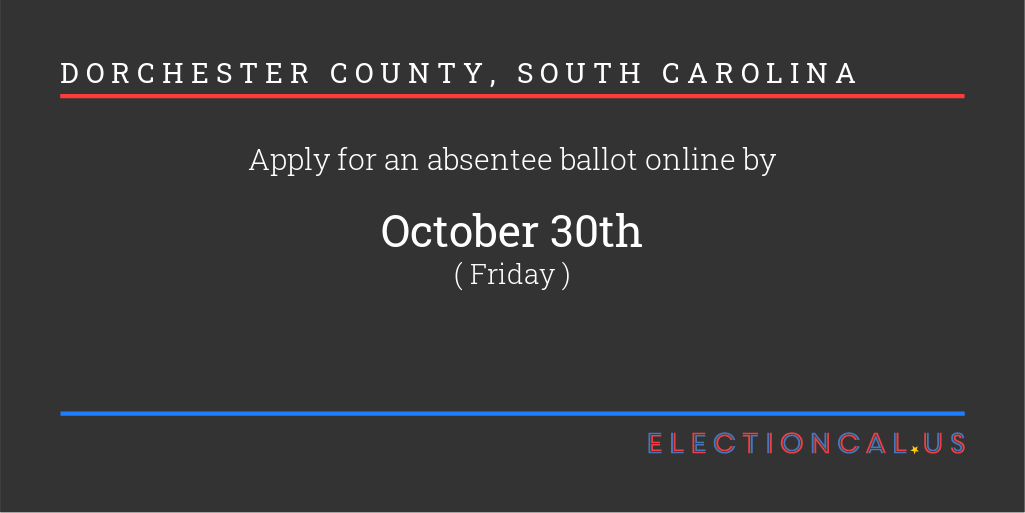 DORCHESTER COUNTY, SOUTH CAROLINA
Apply for an absentee ballot online by
October 30th
( Friday )
ELECTIONCAL.US